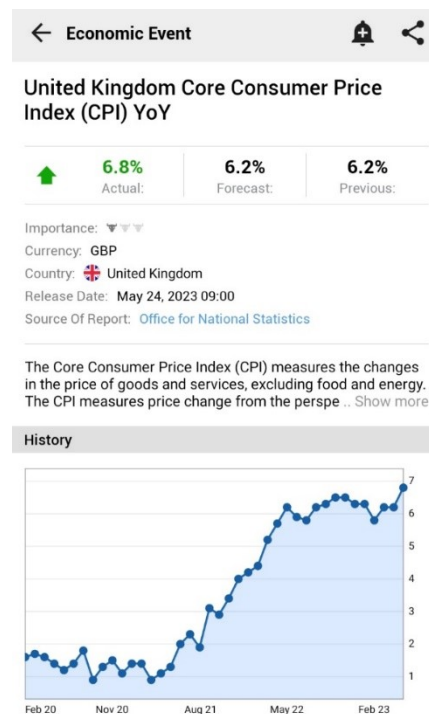 Economic Event
United Kingdom Core Consumer Price
Index (CPI) YoY
6.8% 6.2% 6.2%
Actual: Forecast: Previous:
Importance:
Currency: GBP
Country: United Kingdom
Release Date: May 24, 2023 09:00
Source Of Report: Office for National Statistics
The Core Consumer Price Index (CPI) measures the changes
in the price of goods and services, excluding food and energy.
The CPI measures price change from the perspe .. Show more
History
7
6
5
4
3
2
1
Feb 20 Nov 20 Aug 21 May 22 Feb 23